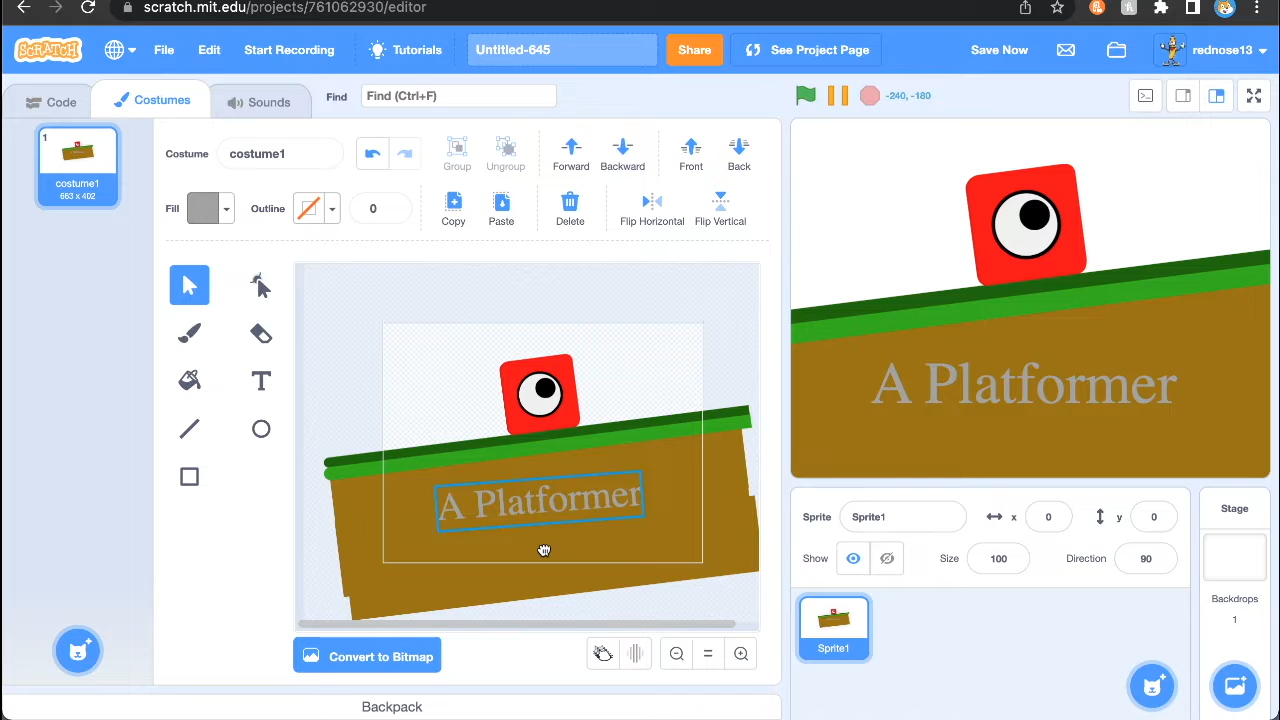 scratch.mit.edu/projects/761062930/editor
SCRATCH
File
Edit
Start Recording
Tutorials
Untitled-645
Share
See Project Page
Save Now
rednose13
Code
Costumes
Sounds
Find
Find (Ctrl+F)
-240, -180
1
costume1
663 x 402
Costume
costume1
Group
Ungroup
Forward
Backward
Front
Back
Fill
Outline
0
Copy
Paste
Delete
Flip Horizontal
Flip Vertical
A Platformer
Convert to Bitmap
Backpack
A Platformer
Sprite
Sprite1
x
0
y
0
Show
Size
100
Direction
90
Sprite1
Stage
Backdrops
1